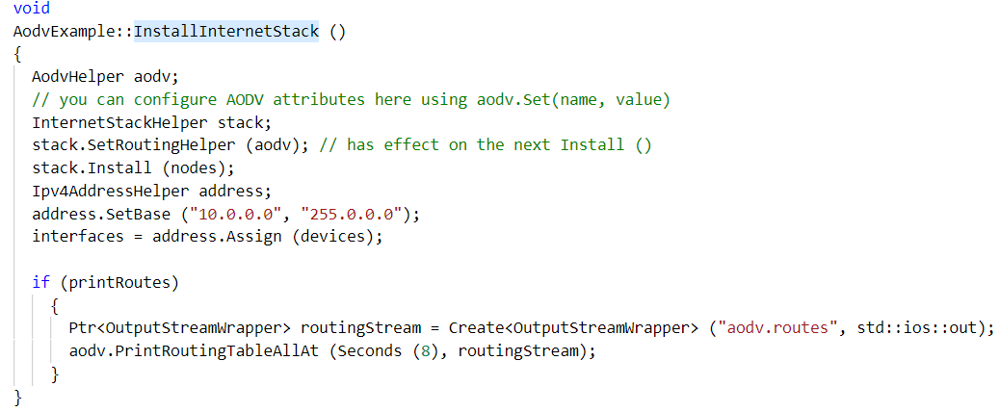 void
AodvExample::InstallInternetStack ()
{
  AodvHelper aodv;
  // you can configure AODV attributes here using aodv.Set(name, value)
  InternetStackHelper stack;
  stack.SetRoutingHelper (aodv); // has effect on the next Install ()
  stack.Install (nodes);
  Ipv4AddressHelper address;
  address.SetBase ("10.0.0.0", "255.0.0.0");
  interfaces = address.Assign (devices);

  if (printRoutes)
    {
      Ptr<OutputStreamWrapper> routingStream = Create<OutputStreamWrapper> ("aodv.routes", std::ios::out);
      aodv.PrintRoutingTableAllAt (Seconds (8), routingStream);
    }
}